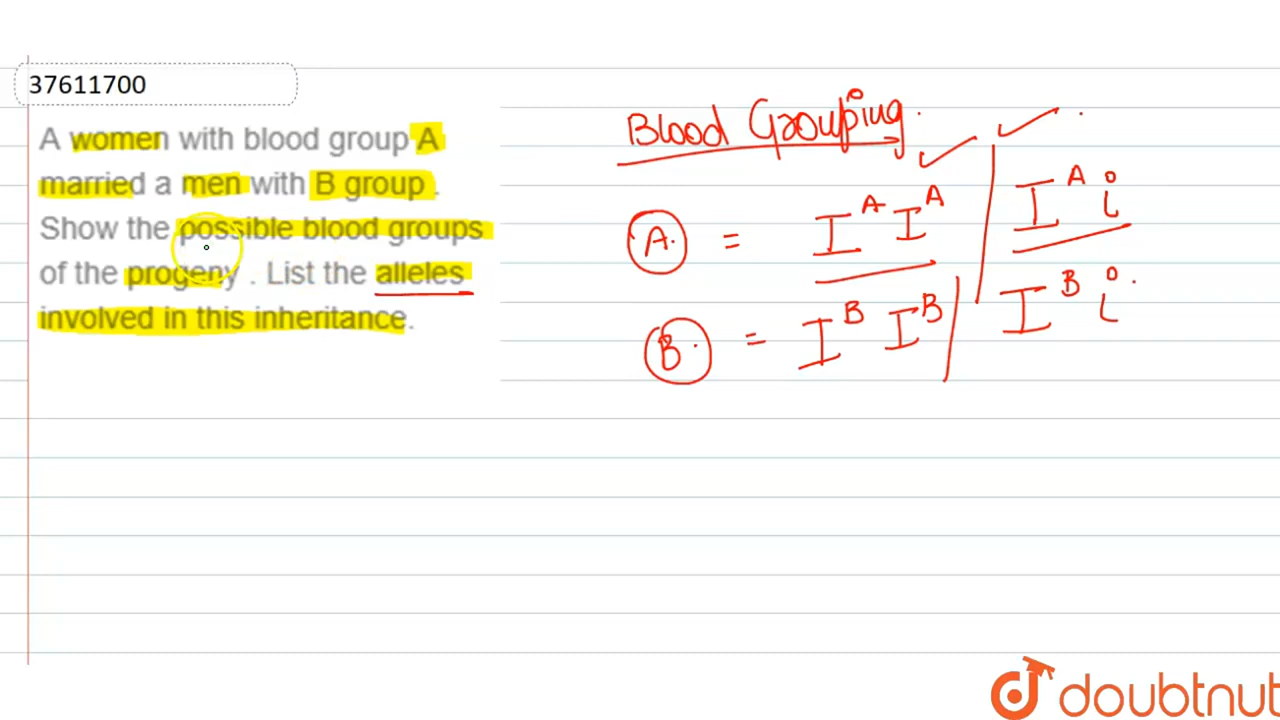 37611700
A women with blood group A
married a men with B group .
Show the possible blood groups
of the progeny . List the alleles
involved in this inheritance.
Blood Grouping.
A. = I^A I^A | I^A i
B. = I^B I^B | I^B i
doubtnut